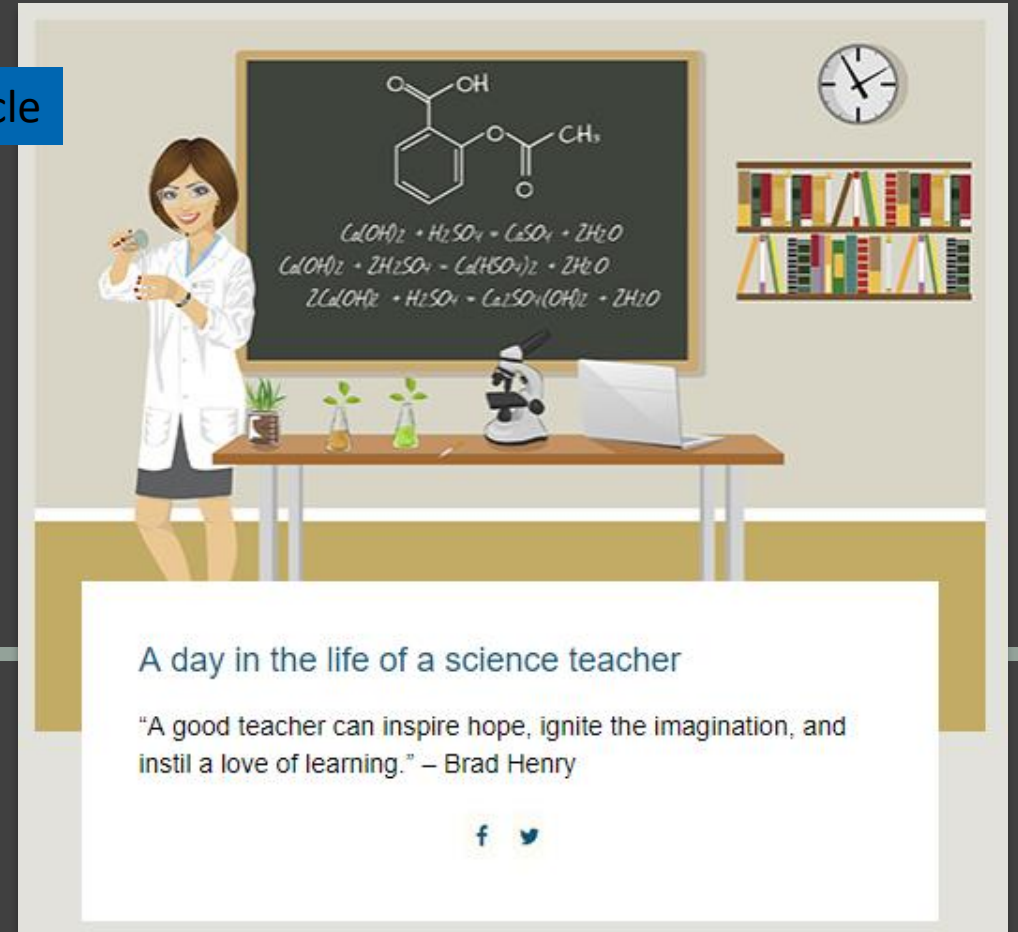 cle
O OH
O CH₃
O
Ca(OH)2 + H2SO4 = CaSO4 + 2H2O
Ca(OH)2 + 2H2SO4 = Ca(HSO4)2 + 2H2O
2Ca(OH)2 + H2SO4 = Ca2SO4(OH)2 + 2H2O
A day in the life of a science teacher
“A good teacher can inspire hope, ignite the imagination, and
instil a love of learning.” – Brad Henry